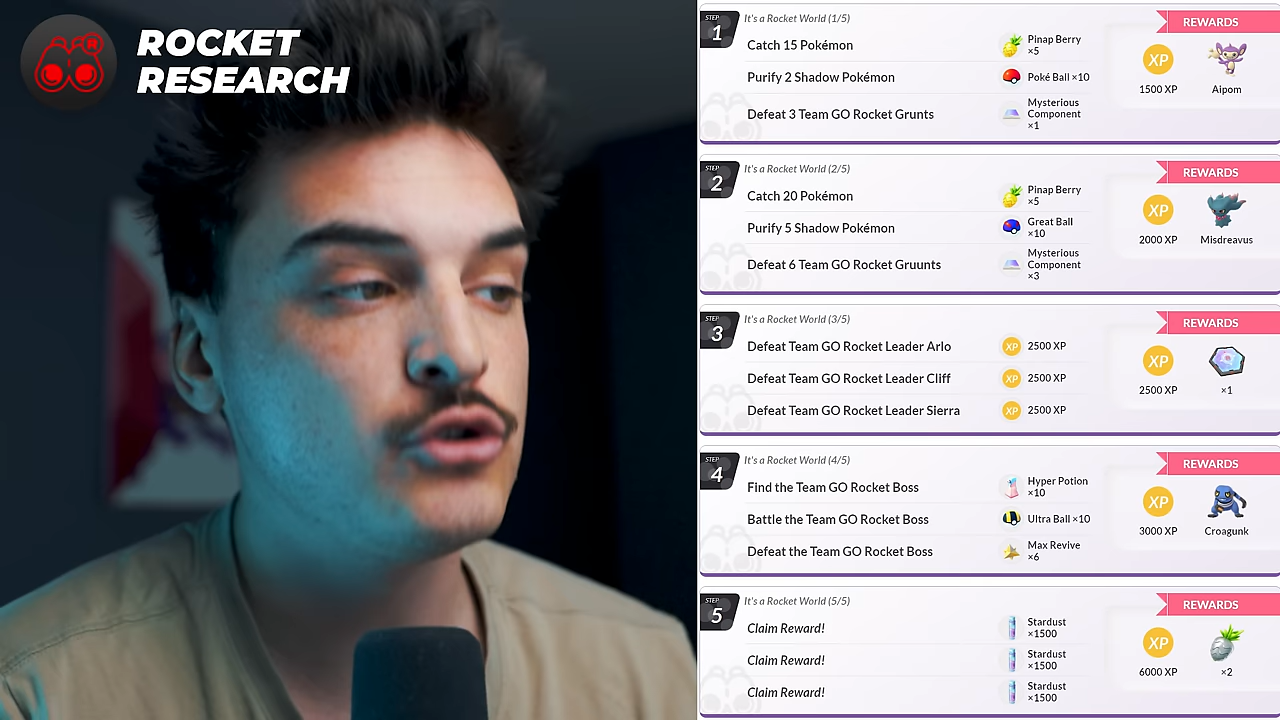 ROCKET
RESEARCH
R
STEP
1
It's a Rocket World (1/5)
REWARDS
Catch 15 Pokémon
Pinap Berry
×5
Purify 2 Shadow Pokémon
Poké Ball ×10
Defeat 3 Team GO Rocket Grunts
Mysterious
Component
×1
XP
1500 XP
Aipom
STEP
2
It's a Rocket World (2/5)
REWARDS
Catch 20 Pokémon
Pinap Berry
×5
Purify 5 Shadow Pokémon
Great Ball
×10
Defeat 6 Team GO Rocket Gruunts
Mysterious
Component
×3
XP
2000 XP
Misdreavus
STEP
3
It's a Rocket World (3/5)
REWARDS
Defeat Team GO Rocket Leader Arlo
XP
2500 XP
Defeat Team GO Rocket Leader Cliff
XP
2500 XP
Defeat Team GO Rocket Leader Sierra
XP
2500 XP
XP
2500 XP
×1
STEP
4
It's a Rocket World (4/5)
REWARDS
Find the Team GO Rocket Boss
Hyper Potion
×10
Battle the Team GO Rocket Boss
Ultra Ball ×10
Defeat the Team GO Rocket Boss
Max Revive
×6
XP
3000 XP
Croagunk
STEP
5
It's a Rocket World (5/5)
REWARDS
Claim Reward!
Stardust
×1500
Claim Reward!
Stardust
×1500
Claim Reward!
Stardust
×1500
XP
6000 XP
×2